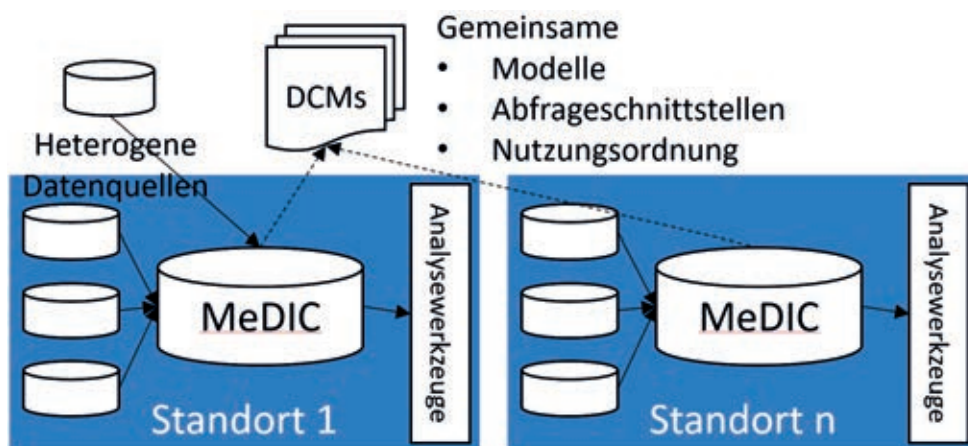 Gemeinsame
• Modelle
• Abfrageschnittstellen
• Nutzungsordnung
DCMs
Heterogene
Datenquellen
MeDIC
Analysewerkzeuge
Standort 1
MeDIC
Analysewerkzeuge
Standort n